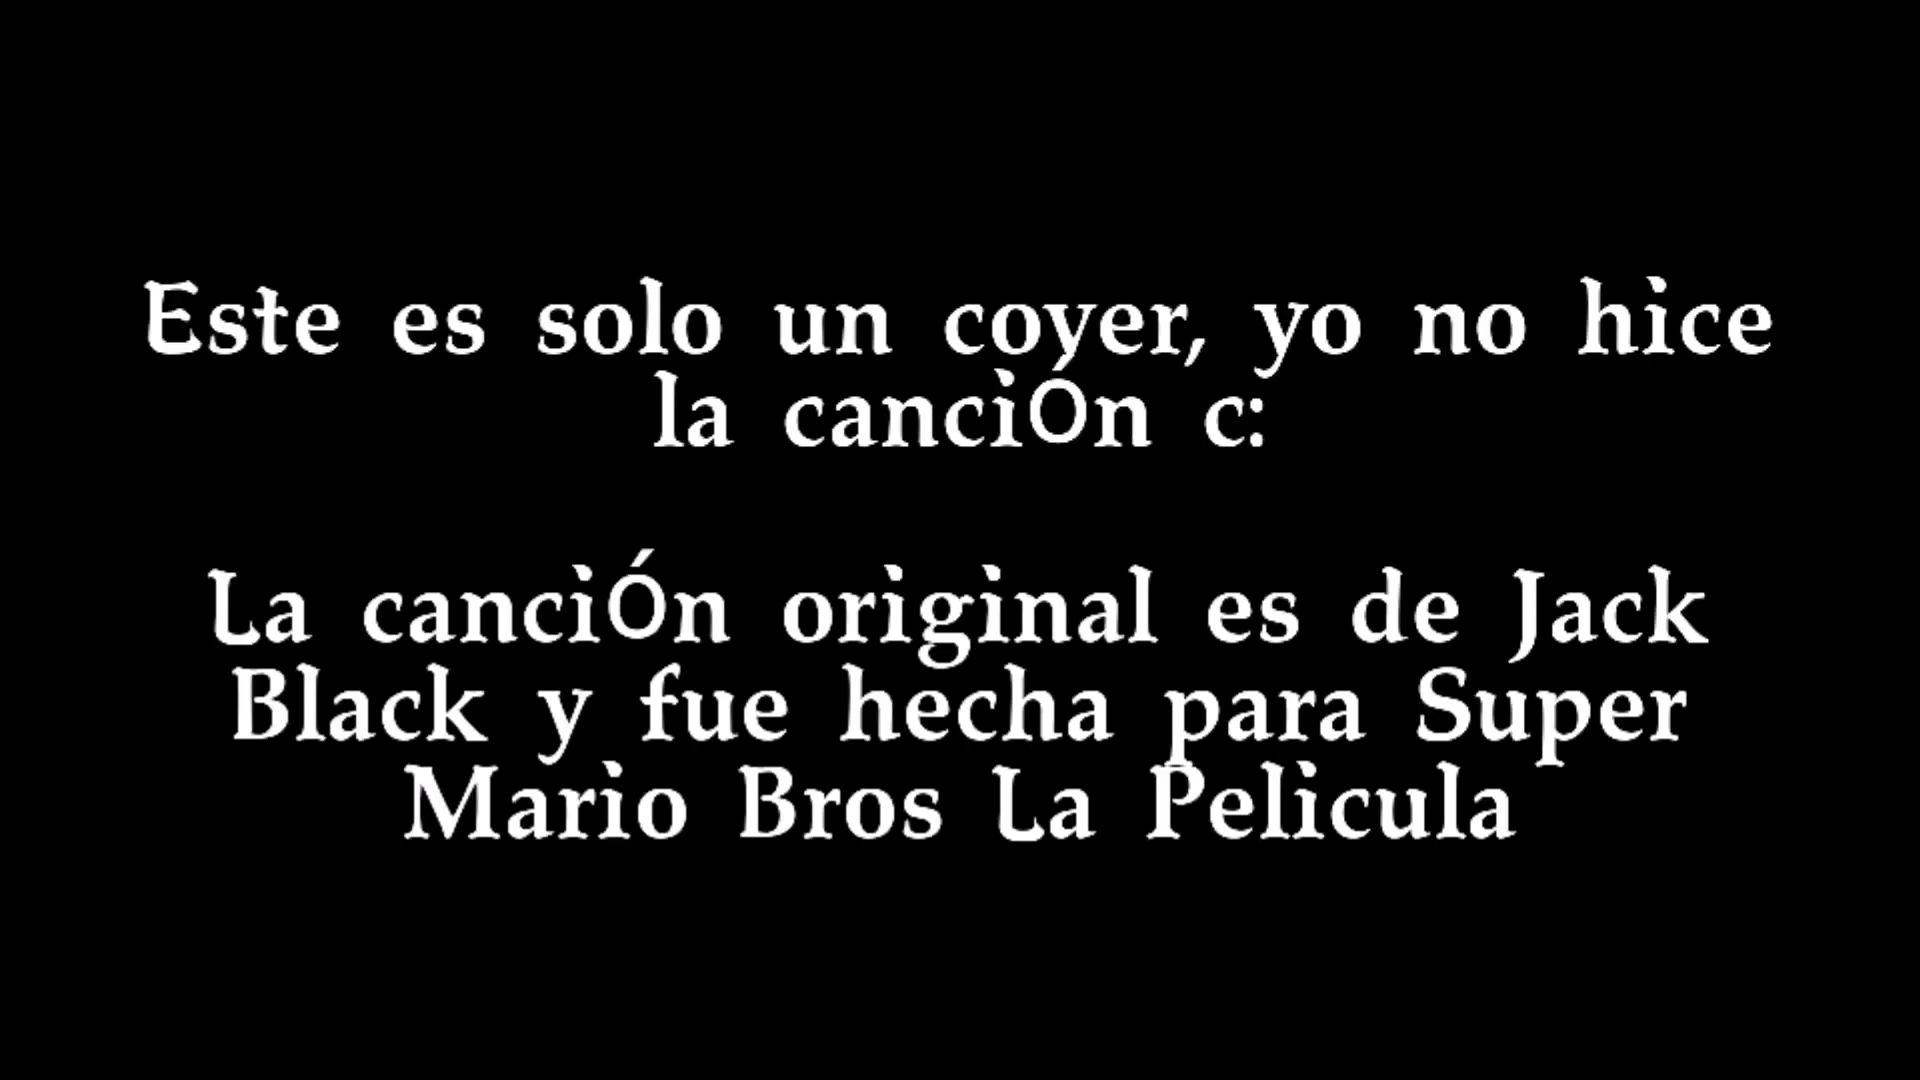 Este es solo un coyer, yo no hice
la canciÓn c:
La canciÓn original es de Jack
Black y fue hecha para Super
Mario Bros La Pelicula